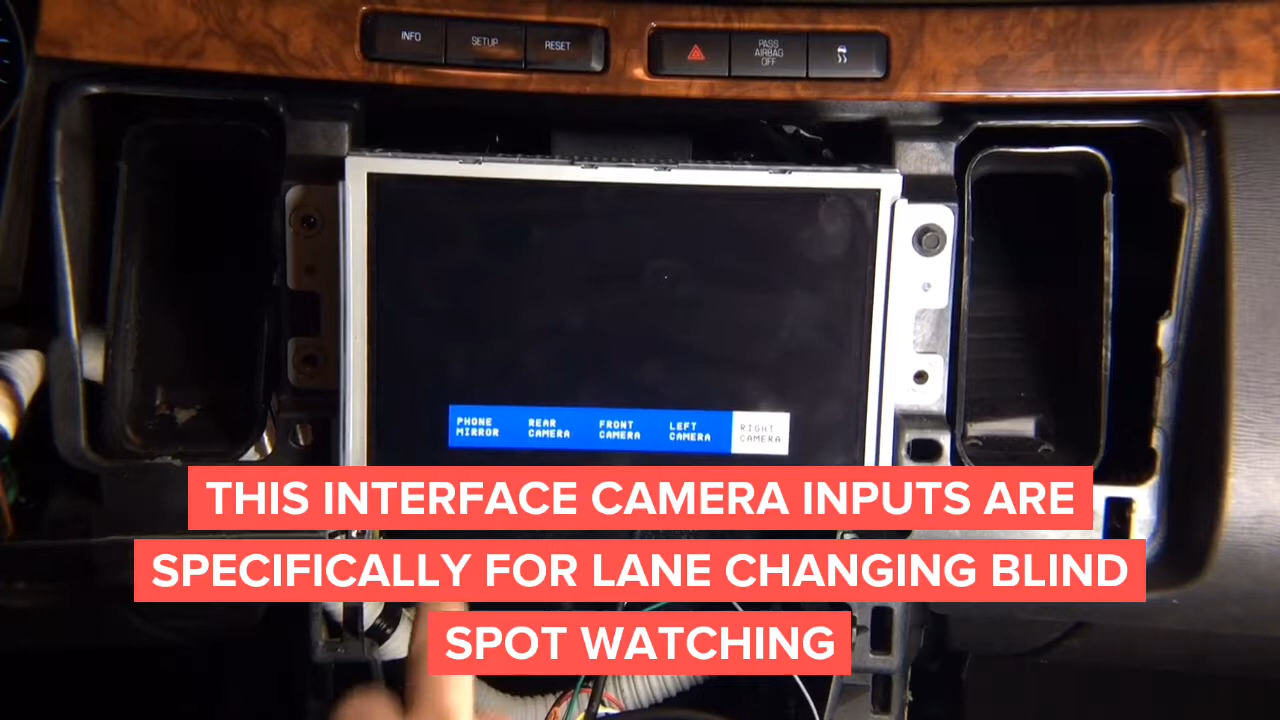 INFO
SETUP
RESET
PASS
AIRBAG
OFF
PHONE
MIRROR
REAR
CAMERA
FRONT
CAMERA
LEFT
CAMERA
RIGHT
CAMERA
THIS INTERFACE CAMERA INPUTS ARE
SPECIFICALLY FOR LANE CHANGING BLIND
SPOT WATCHING